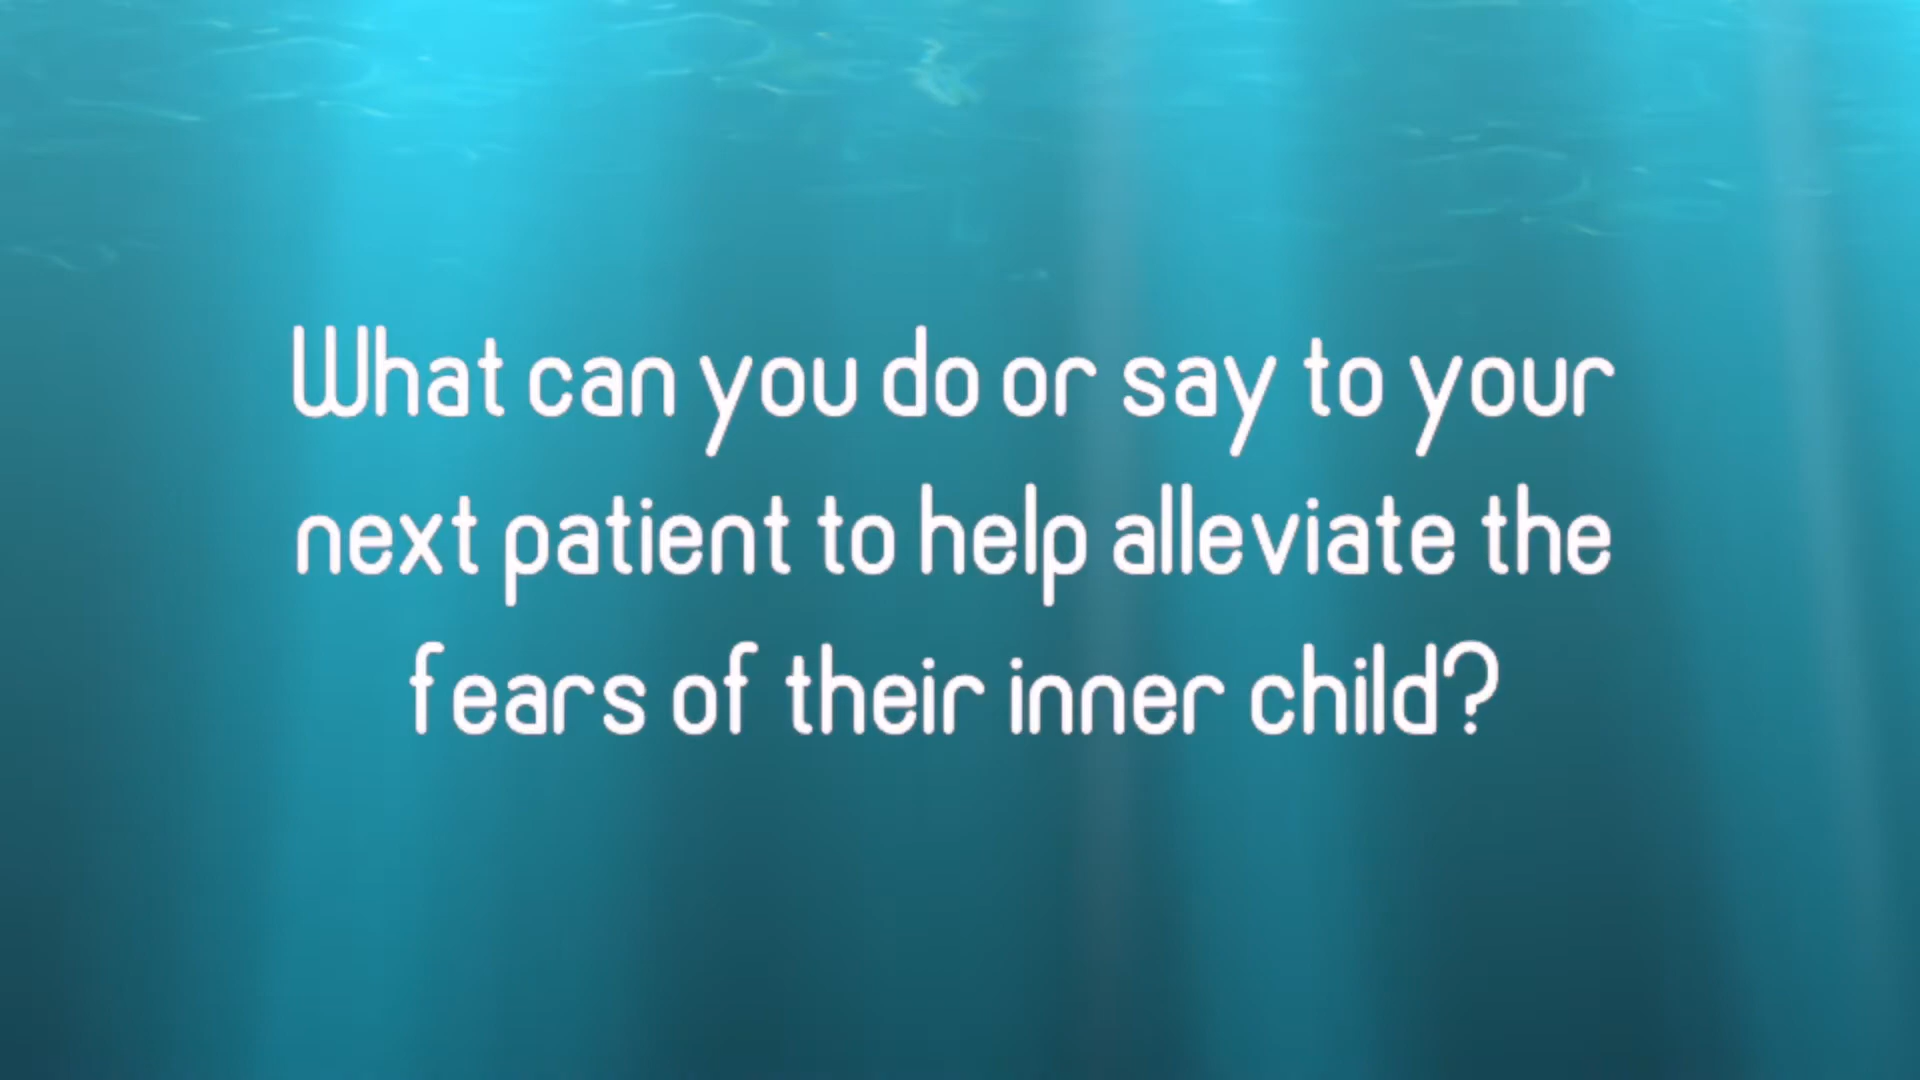 What can you do or say to your
next patient to help alleviate the
fears of their inner child?